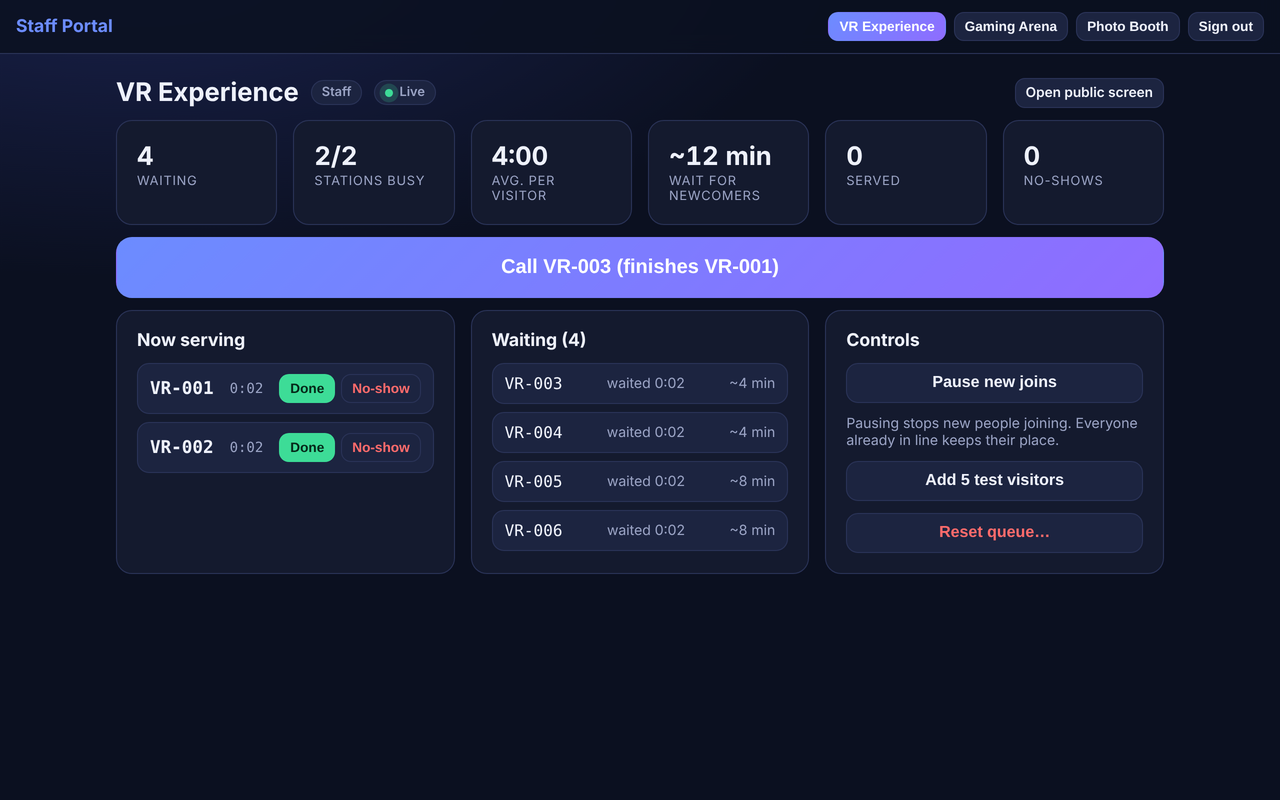 Staff Portal
VR Experience
Gaming Arena
Photo Booth
Sign out
VR Experience
Staff
Live
Open public screen
4
WAITING
2/2
STATIONS BUSY
4:00
AVG. PER
VISITOR
~12 min
WAIT FOR
NEWCOMERS
0
SERVED
0
NO-SHOWS
Call VR-003 (finishes VR-001)
Now serving
VR-001 0:02 Done No-show
VR-002 0:02 Done No-show
Waiting (4)
VR-003 waited 0:02 ~4 min
VR-004 waited 0:02 ~4 min
VR-005 waited 0:02 ~8 min
VR-006 waited 0:02 ~8 min
Controls
Pause new joins
Pausing stops new people joining. Everyone
already in line keeps their place.
Add 5 test visitors
Reset queue…